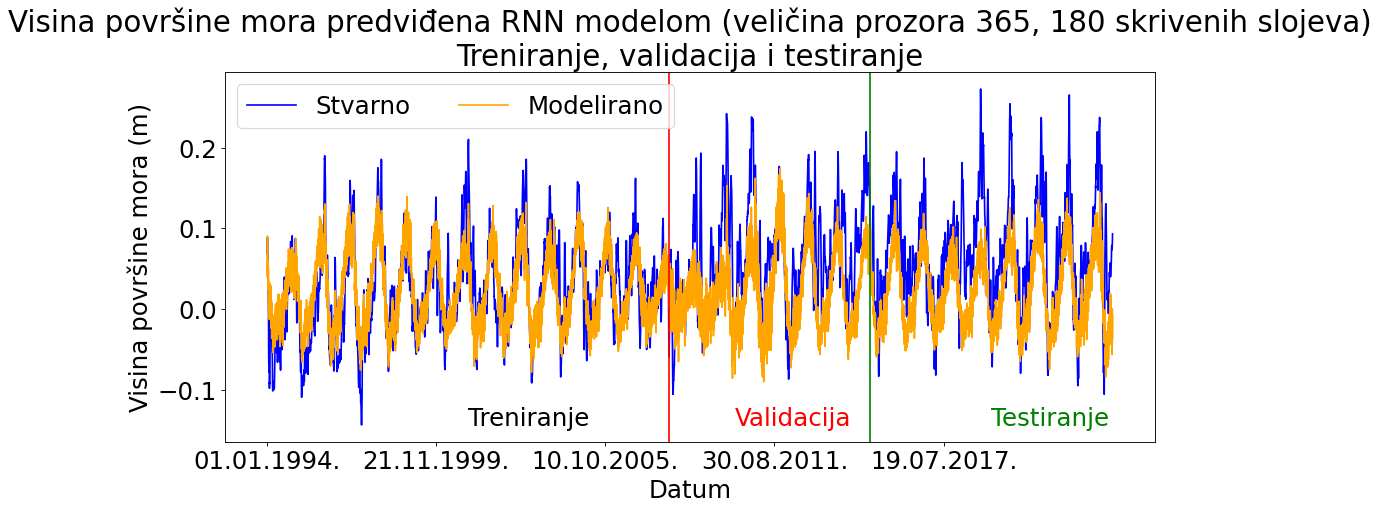 Visina površine mora predviđena RNN modelom (veličina prozora 365, 180 skrivenih slojeva)
Treniranje, validacija i testiranje
Stvarno
Modelirano
Visina površine mora (m)
0.2
0.1
0.0
−0.1
Treniranje
Validacija
Testiranje
01.01.1994.
21.11.1999.
10.10.2005.
30.08.2011.
19.07.2017.
Datum